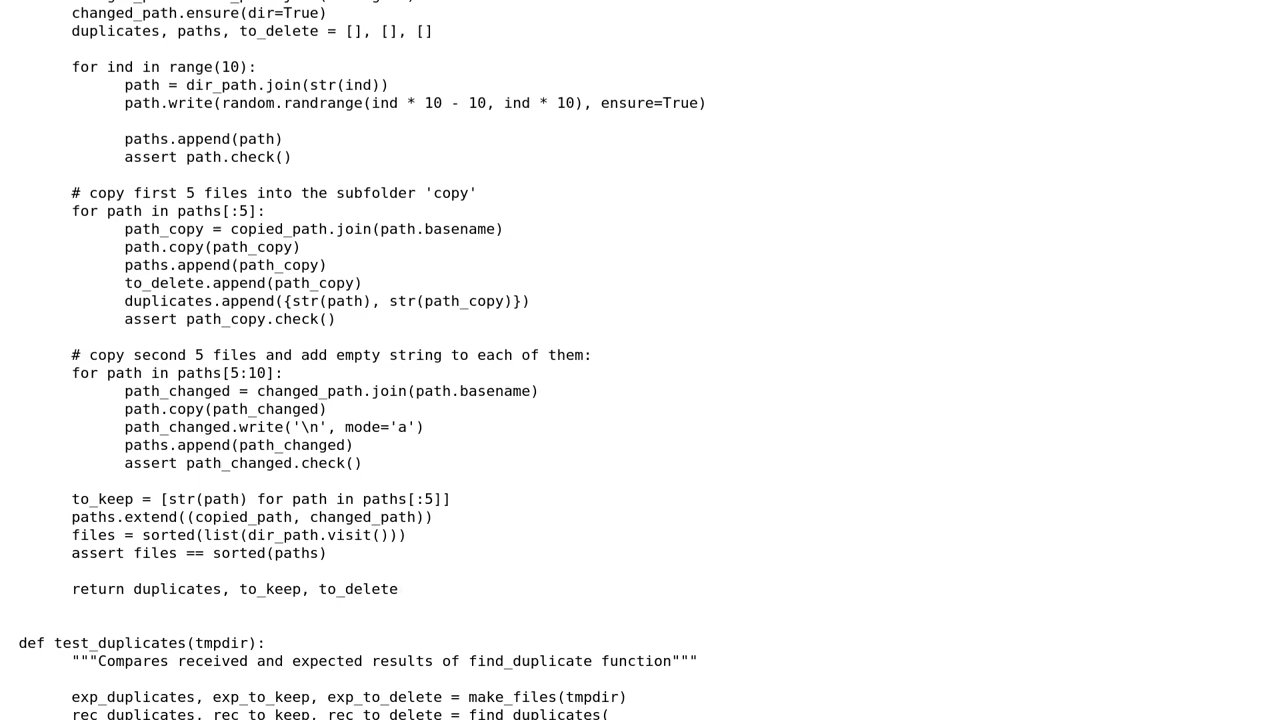 changed_path.ensure(dir=True)
duplicates, paths, to_delete = [], [], []
for ind in range(10):
path = dir_path.join(str(ind))
path.write(random.randrange(ind * 10 - 10, ind * 10), ensure=True)
paths.append(path)
assert path.check()
# copy first 5 files into the subfolder 'copy'
for path in paths[:5]:
path_copy = copied_path.join(path.basename)
path.copy(path_copy)
paths.append(path_copy)
to_delete.append(path_copy)
duplicates.append({str(path), str(path_copy)})
assert path_copy.check()
# copy second 5 files and add empty string to each of them:
for path in paths[5:10]:
path_changed = changed_path.join(path.basename)
path.copy(path_changed)
path_changed.write('\n', mode='a')
paths.append(path_changed)
assert path_changed.check()
to_keep = [str(path) for path in paths[:5]]
paths.extend((copied_path, changed_path))
files = sorted(list(dir_path.visit()))
assert files == sorted(paths)
return duplicates, to_keep, to_delete
def test_duplicates(tmpdir):
"""Compares received and expected results of find_duplicate function"""
exp_duplicates, exp_to_keep, exp_to_delete = make_files(tmpdir)
rec_duplicates, rec_to_keep, rec_to_delete = find_duplicates(